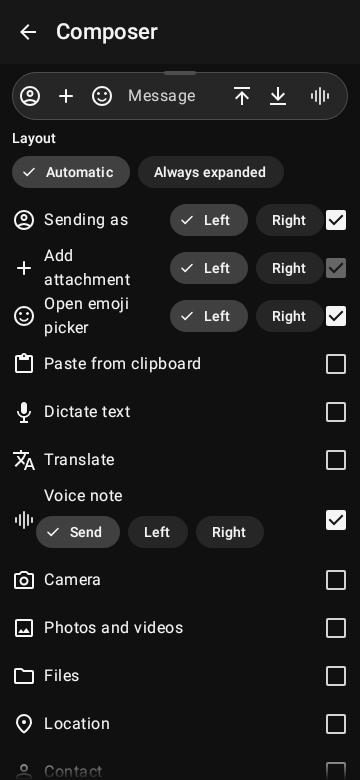 Composer
Message
Layout
Automatic
Always expanded
Sending as
Left
Right
Add
attachment
Left
Right
Open emoji
picker
Left
Right
Paste from clipboard
Dictate text
Translate
Voice note
Send
Left
Right
Camera
Photos and videos
Files
Location
Contact